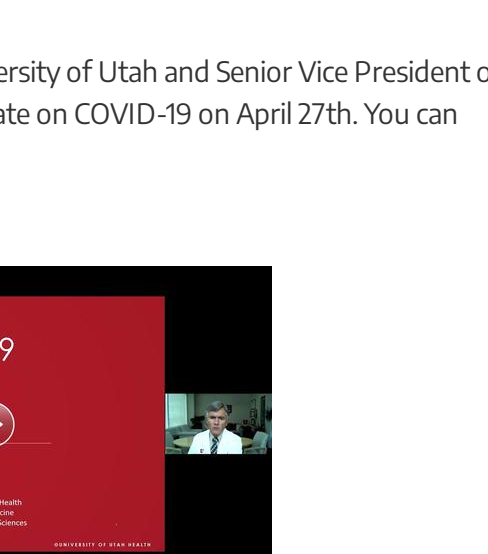 ersity of Utah and Senior Vice President o
ate on COVID-19 on April 27th. You can
9
Health
cine
Sciences
©UNIVERSITY OF UTAH HEALTH